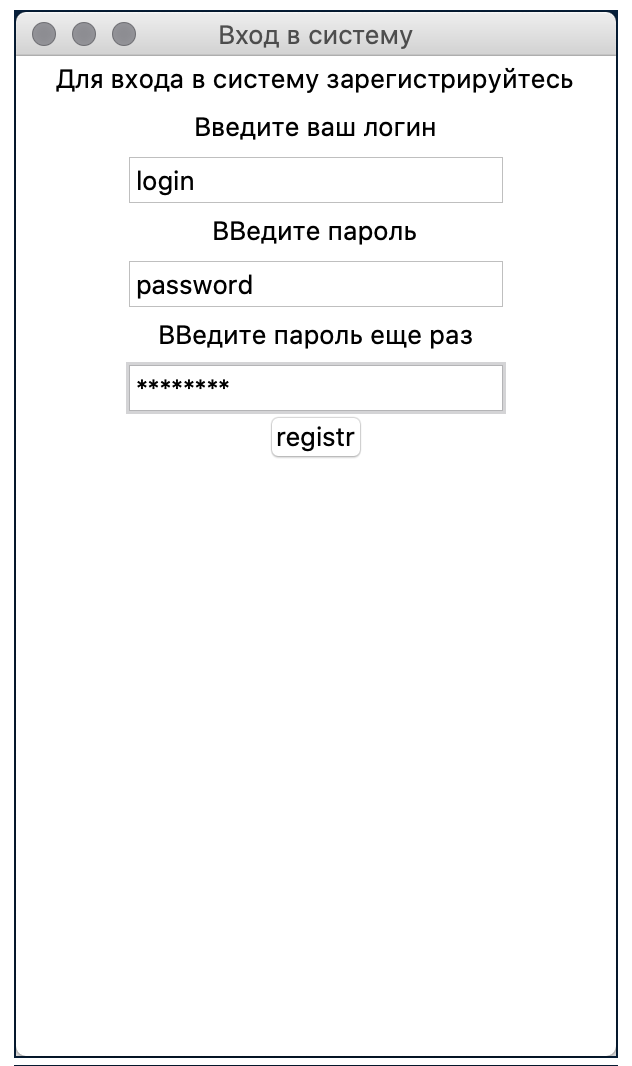 Вход в систему
Для входа в систему зарегистрируйтесь
Введите ваш логин
login
ВВедите пароль
password
ВВедите пароль еще раз
********
registr